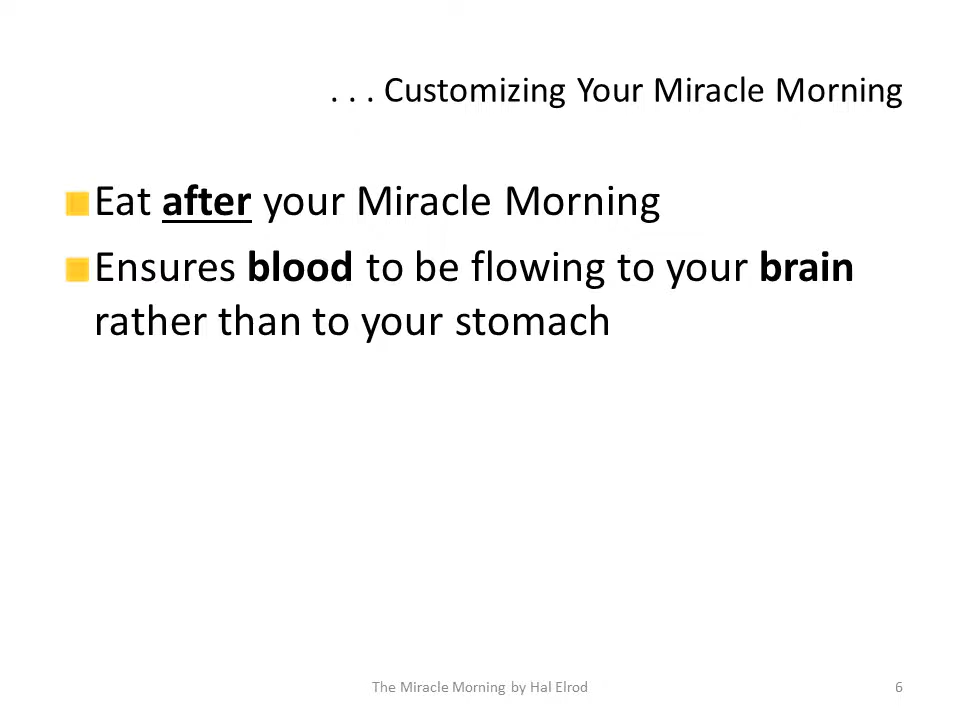 . . . Customizing Your Miracle Morning
Eat after your Miracle Morning
Ensures blood to be flowing to your brain
rather than to your stomach
The Miracle Morning by Hal Elrod
6